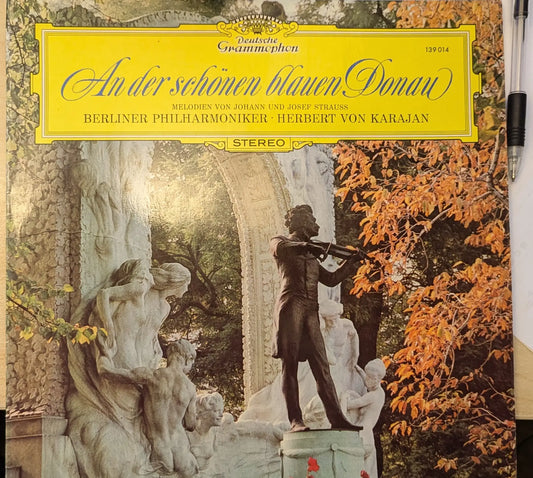 Deutsche
Grammophon
139 014
An der schönen blauen Donau
MELODIEN VON JOHANN UND JOSEF STRAUSS
BERLINER PHILHARMONIKER · HERBERT VON KARAJAN
STEREO